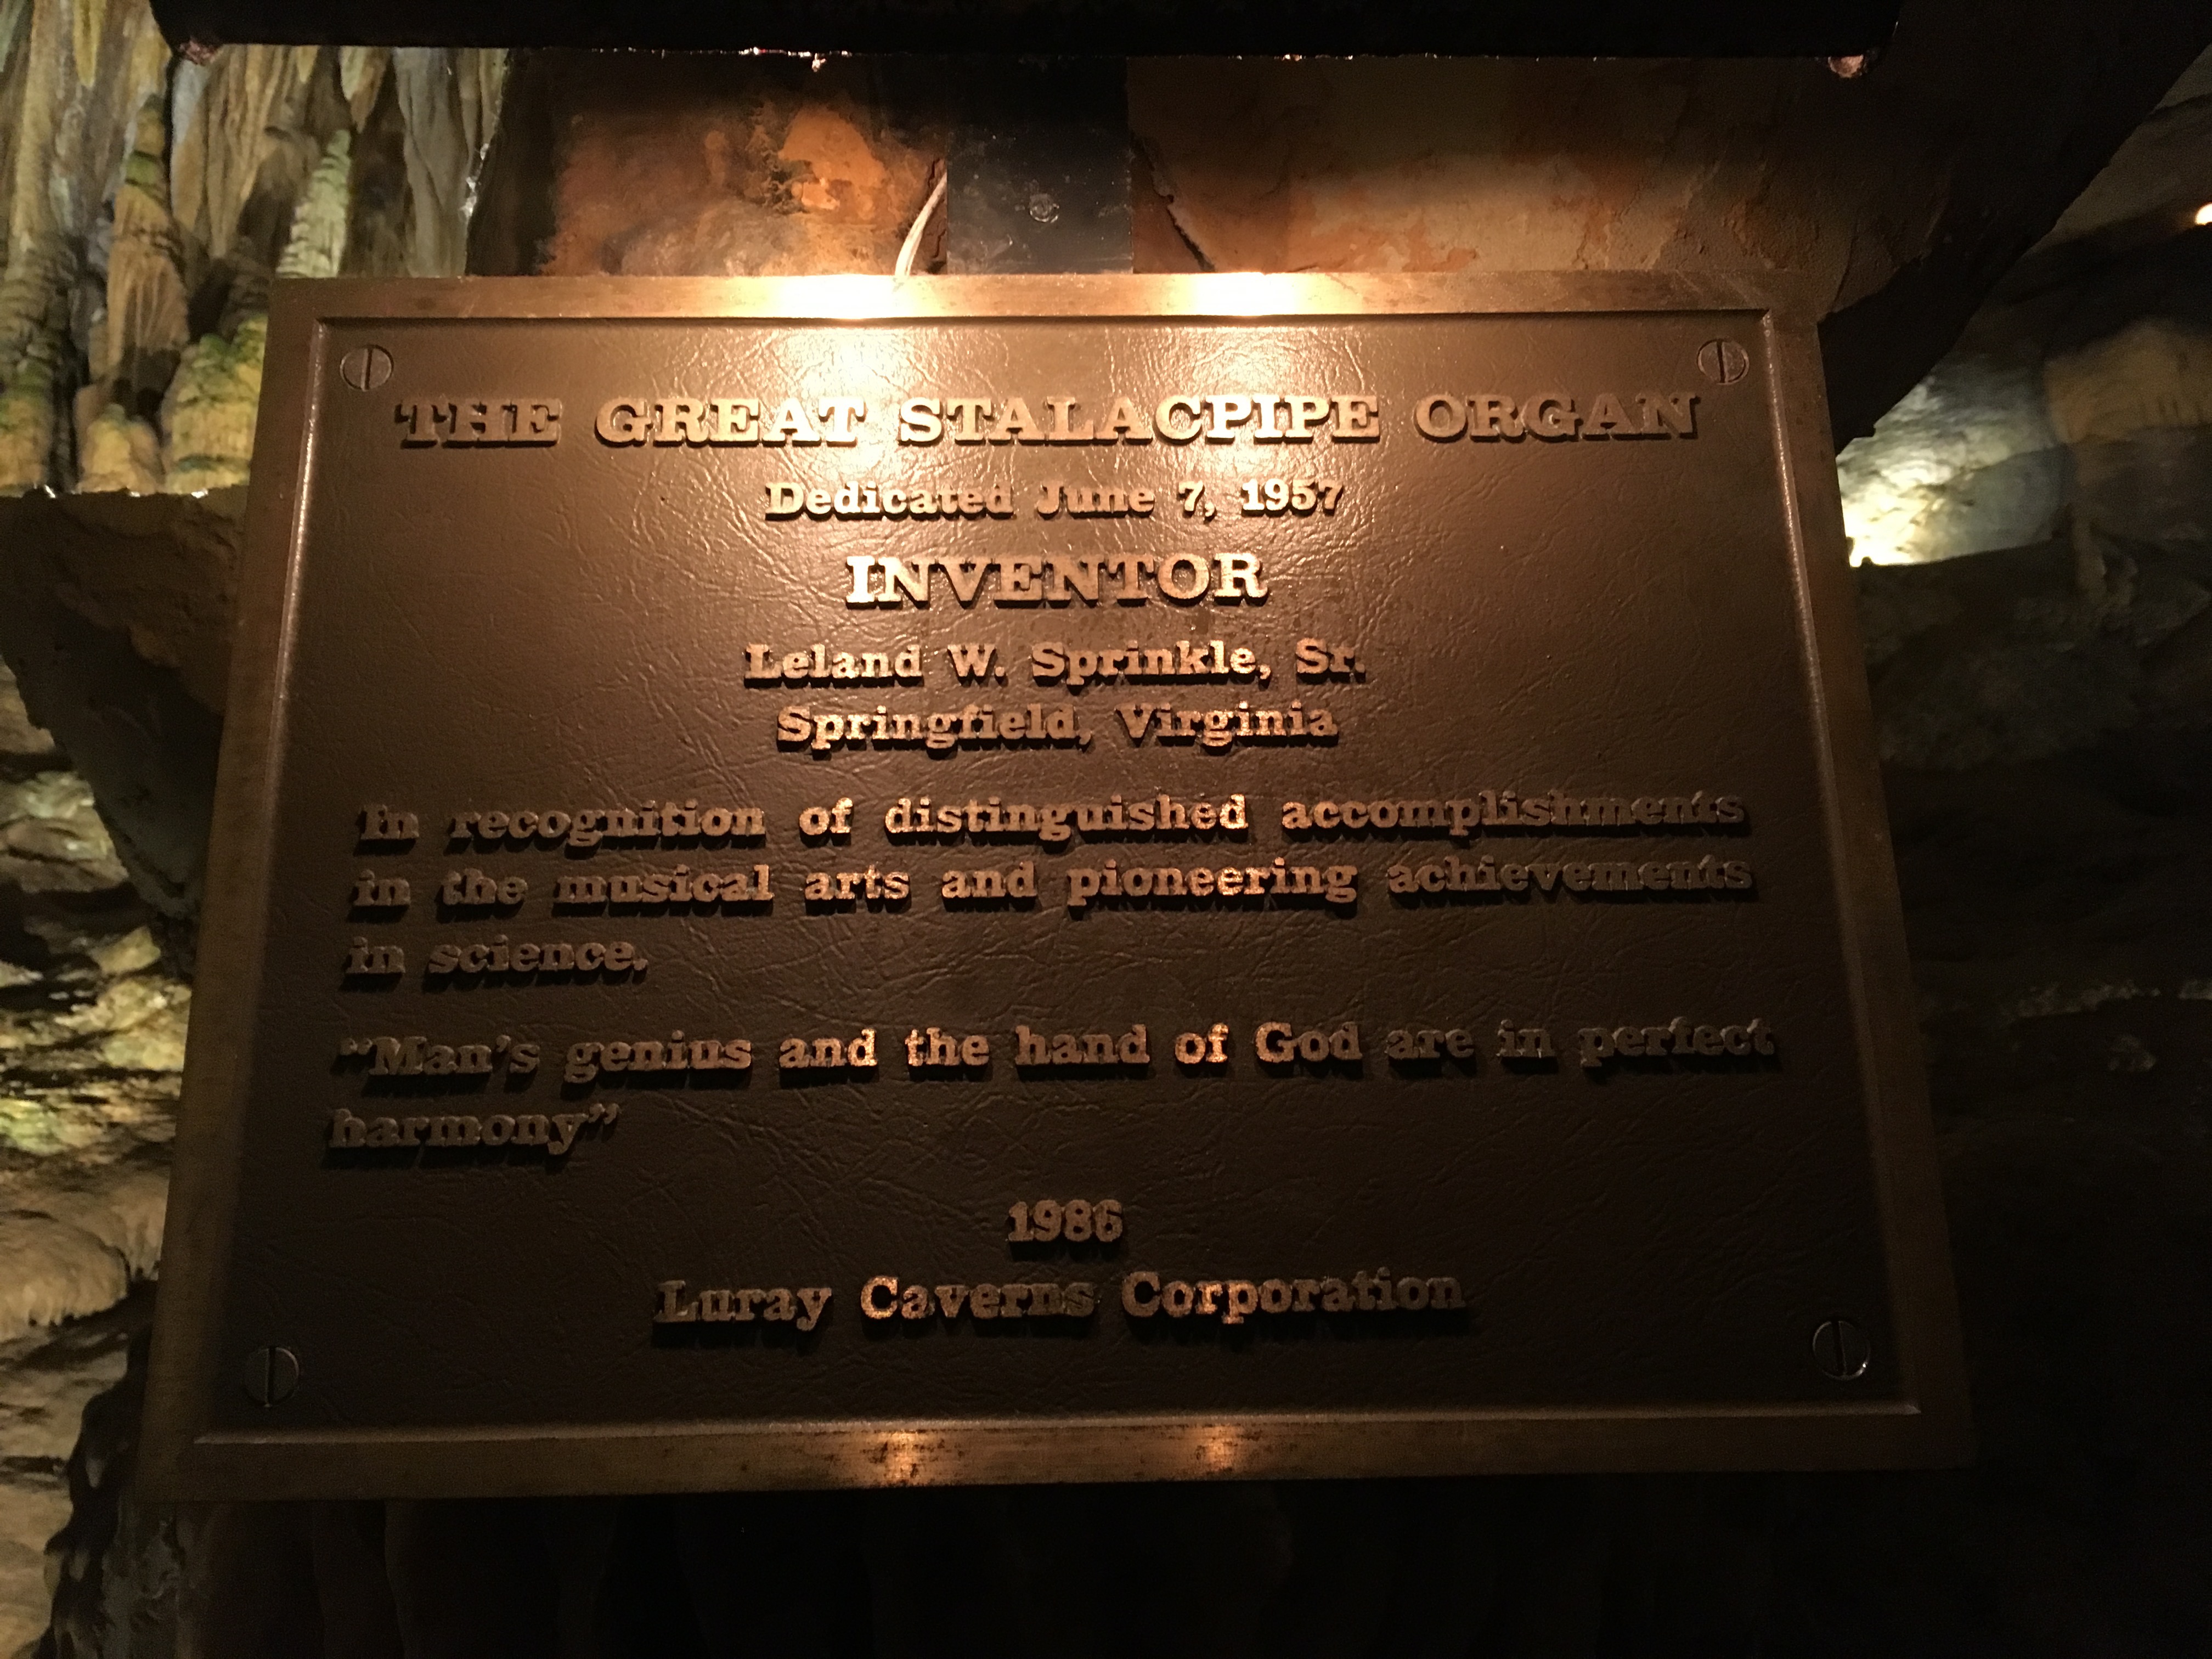 THE GREAT STALACPIPE ORGAN
Dedicated June 7, 1957
INVENTOR
Leland W. Sprinkle, Sr.
Springfield, Virginia
In recognition of distinguished accomplishments
in the musical arts and pioneering achievements
in science.
“Man’s genius and the hand of God are in perfect
harmony”
1986
Luray Caverns Corporation